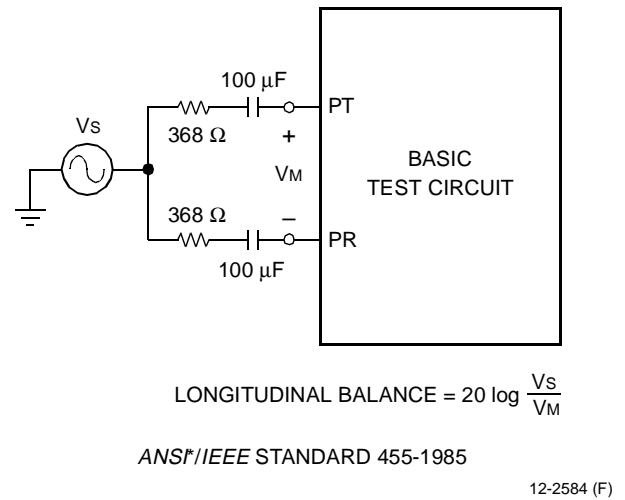 100 µF
PT
VS
368 Ω
+
BASIC
TEST CIRCUIT
VM
368 Ω
–
PR
100 µF
LONGITUDINAL BALANCE = 20 log VS
VM
ANSI*/IEEE STANDARD 455-1985
12-2584 (F)